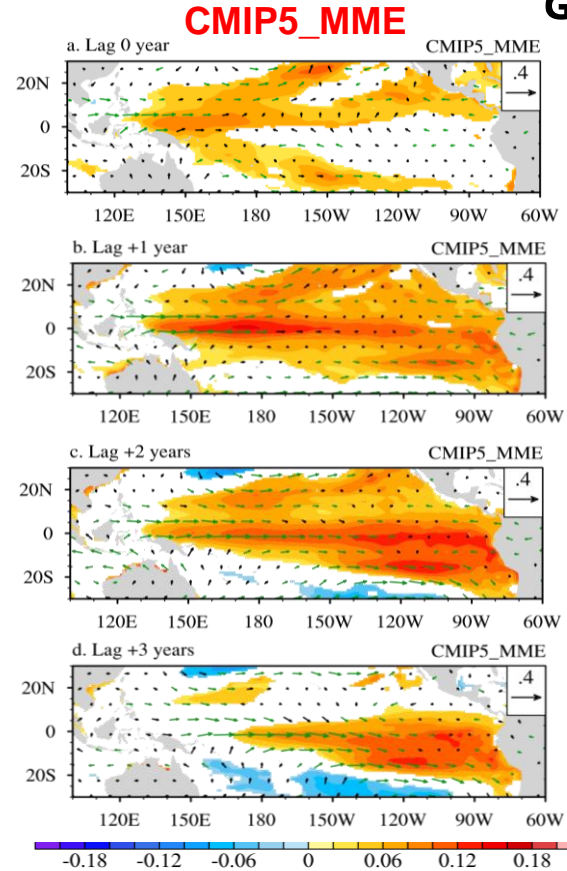 CMIP5_MME
G
a. Lag 0 year CMIP5_MME
.4
20N
0
20S
120E 150E 180 150W 120W 90W 60W
b. Lag +1 year CMIP5_MME
.4
20N
0
20S
120E 150E 180 150W 120W 90W 60W
c. Lag +2 years CMIP5_MME
.4
20N
0
20S
120E 150E 180 150W 120W 90W 60W
d. Lag +3 years CMIP5_MME
.4
20N
0
20S
120E 150E 180 150W 120W 90W 60W
-0.18 -0.12 -0.06 0 0.06 0.12 0.18